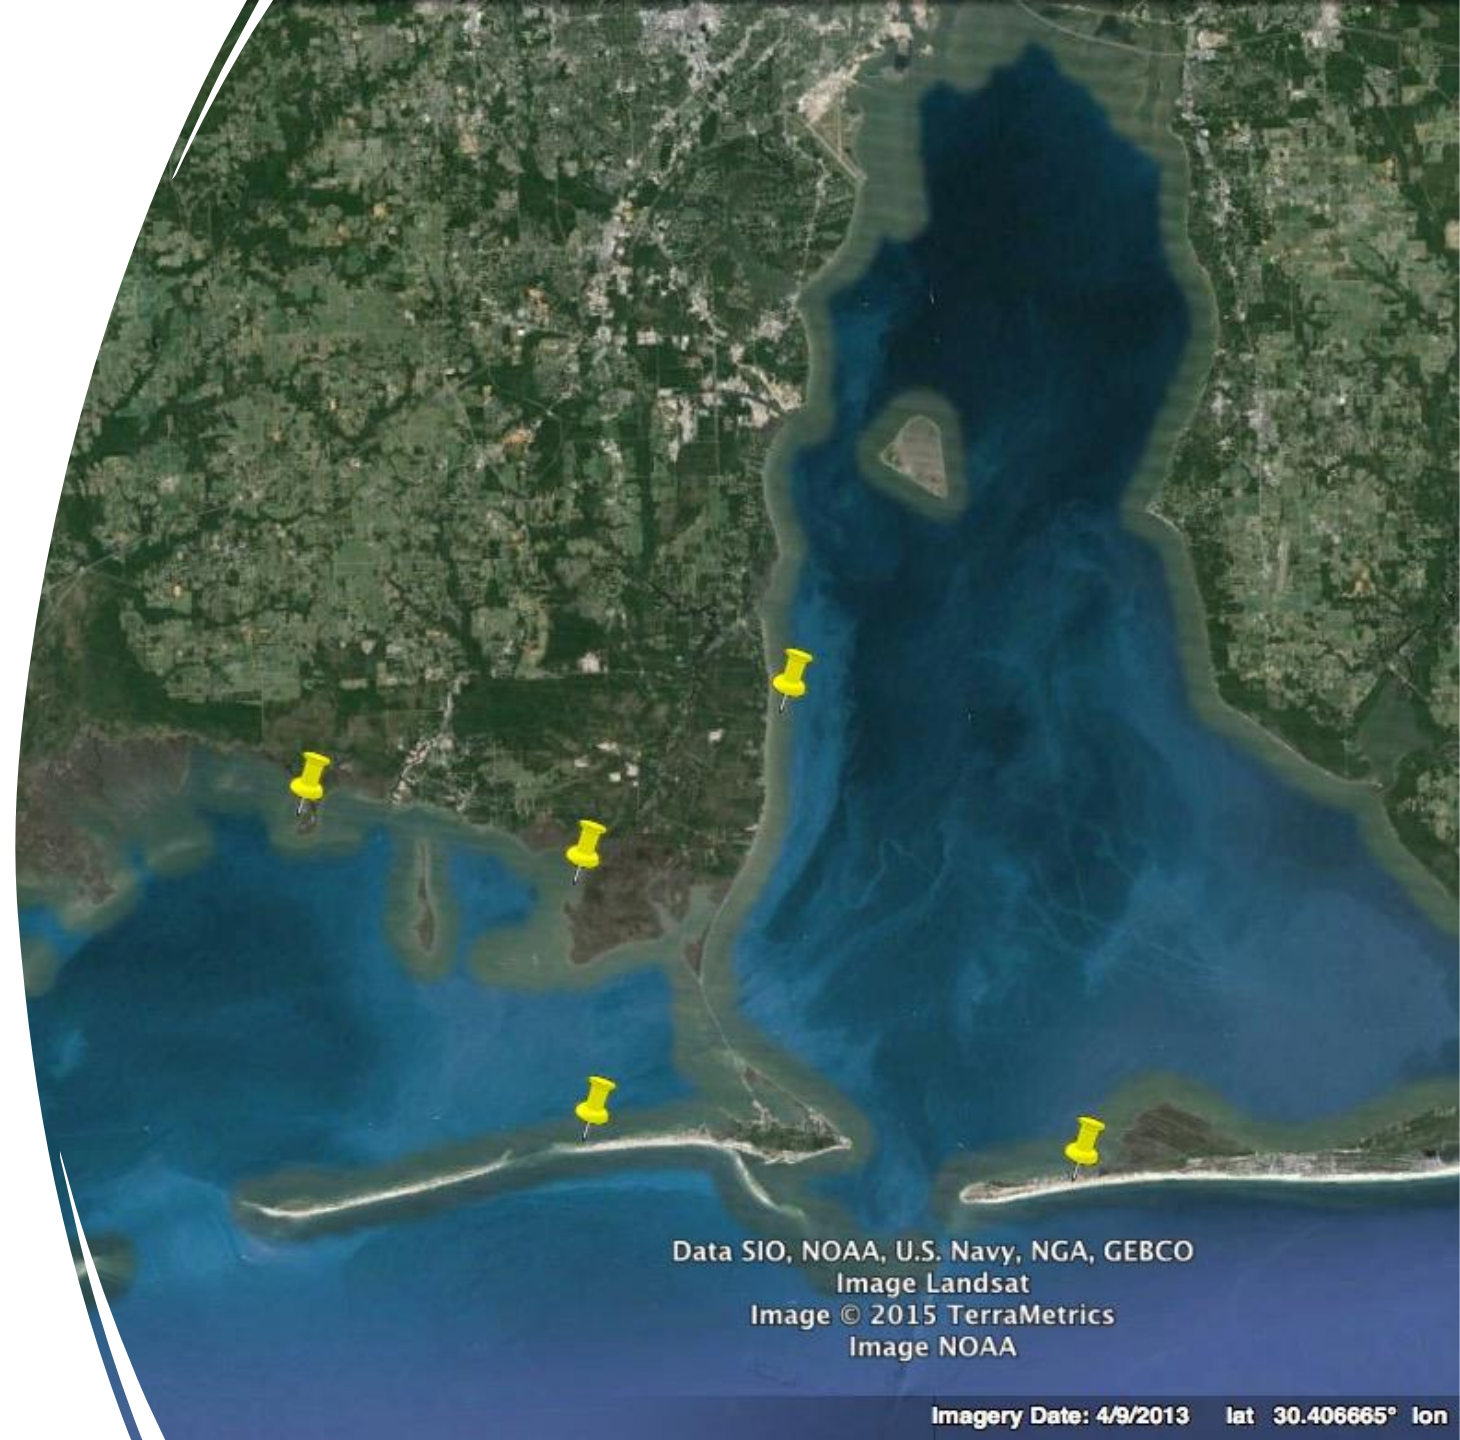 Data SIO, NOAA, U.S. Navy, NGA, GEBCO
Image Landsat
Image © 2015 TerraMetrics
Image NOAA
Imagery Date: 4/9/2013 lat 30.406665° lon